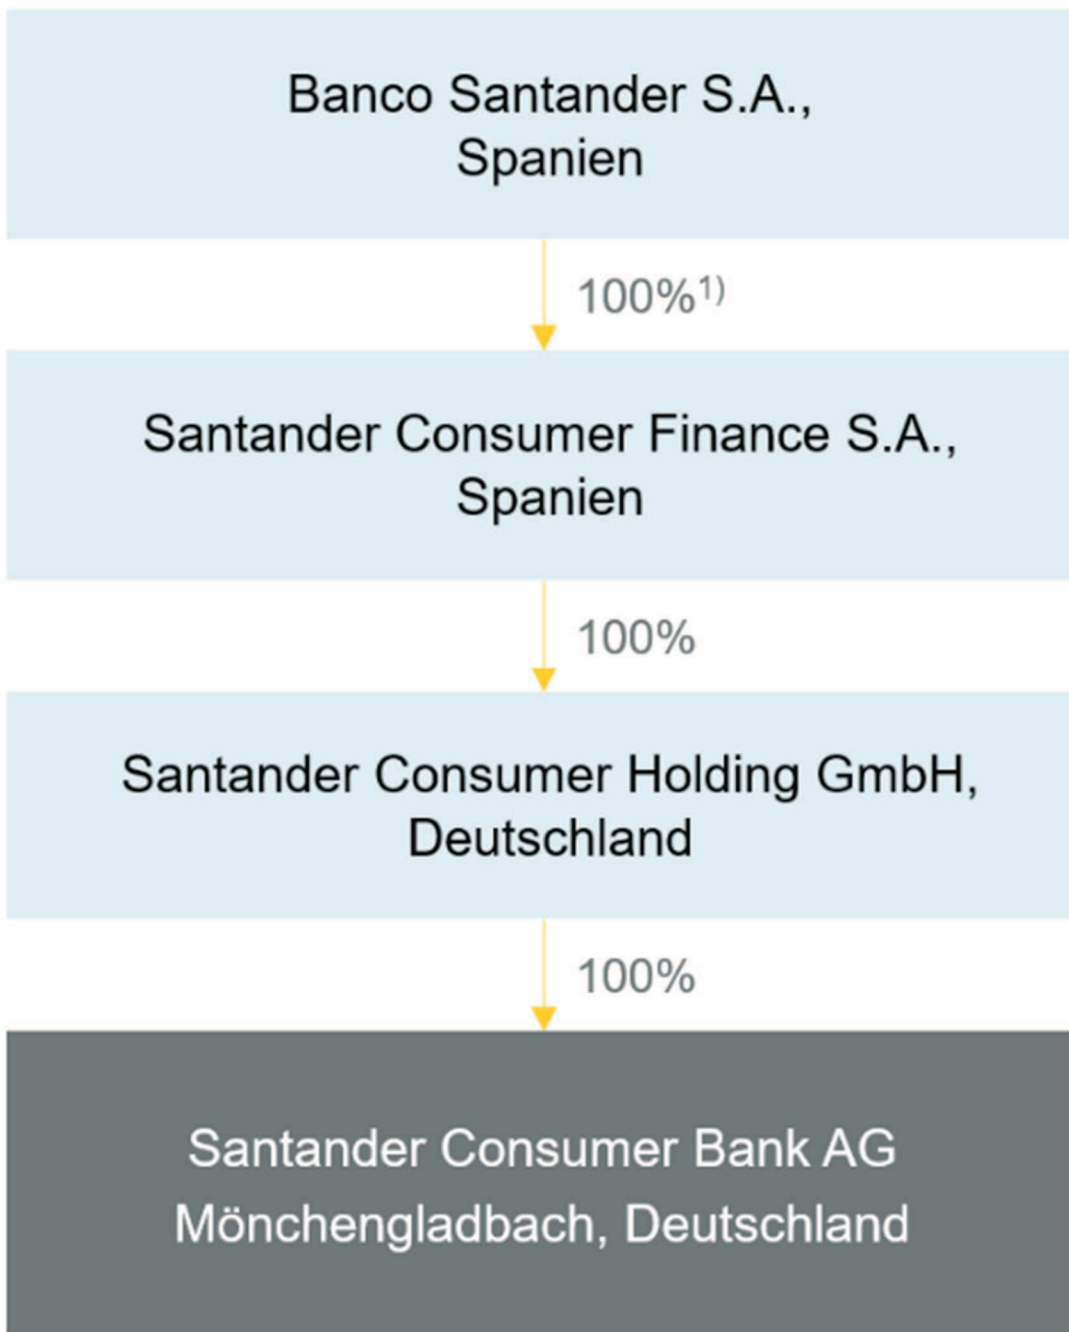 Banco Santander S.A.,
Spanien
100%¹⁾
Santander Consumer Finance S.A.,
Spanien
100%
Santander Consumer Holding GmbH,
Deutschland
100%
Santander Consumer Bank AG
Mönchengladbach, Deutschland